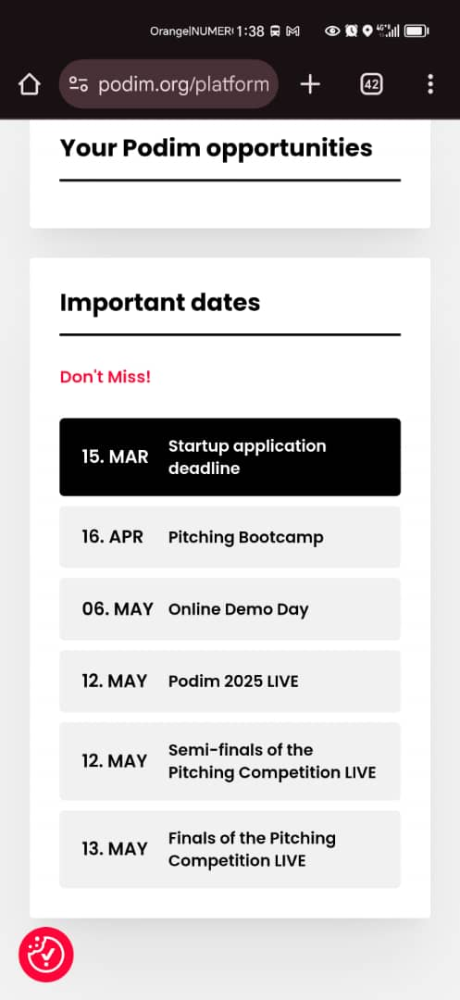 Orange|NUMERI 1:38
podim.org/platform
42
Your Podim opportunities
Important dates
Don't Miss!
15. MAR
Startup application
deadline
16. APR
Pitching Bootcamp
06. MAY
Online Demo Day
12. MAY
Podim 2025 LIVE
12. MAY
Semi-finals of the
Pitching Competition LIVE
13. MAY
Finals of the Pitching
Competition LIVE